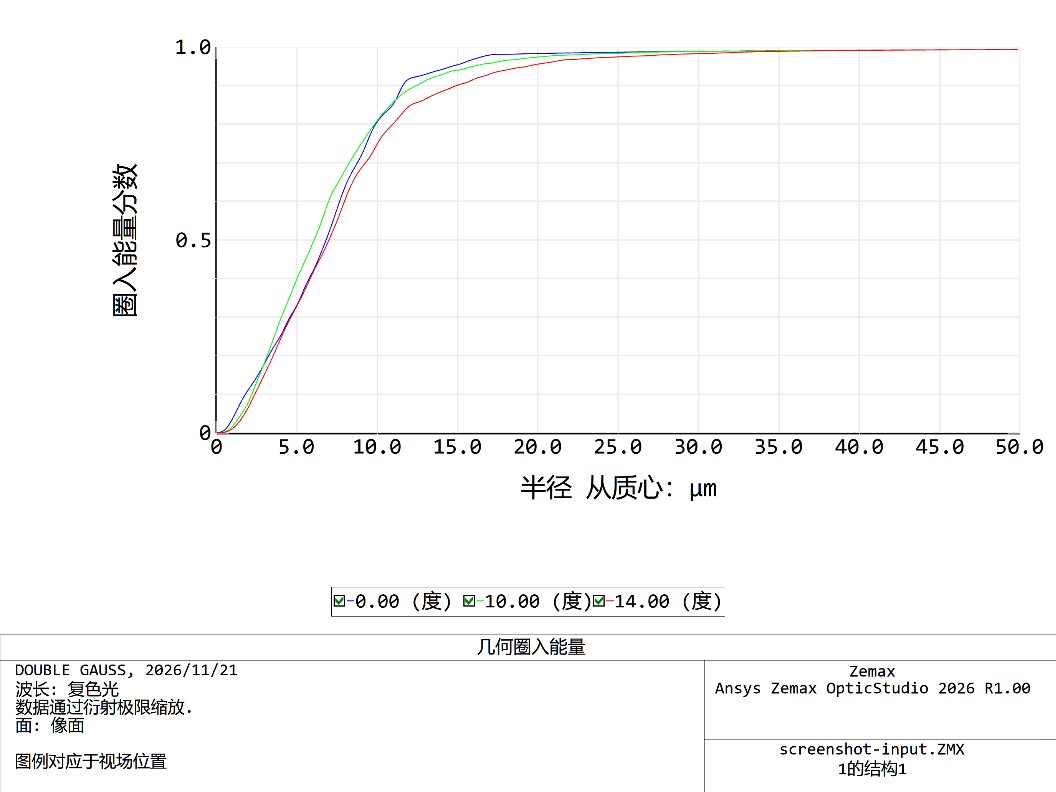 1.0
圈入能量分数
0.5
0
0 5.0 10.0 15.0 20.0 25.0 30.0 35.0 40.0 45.0 50.0
半径 从质心: µm
0.00 (度) 10.00 (度) 14.00 (度)
几何圈入能量
DOUBLE GAUSS, 2026/11/21
波长: 复色光
数据通过衍射极限缩放.
面: 像面
图例对应于视场位置
Zemax
Ansys Zemax OpticStudio 2026 R1.00
screenshot-input.ZMX
1的结构1